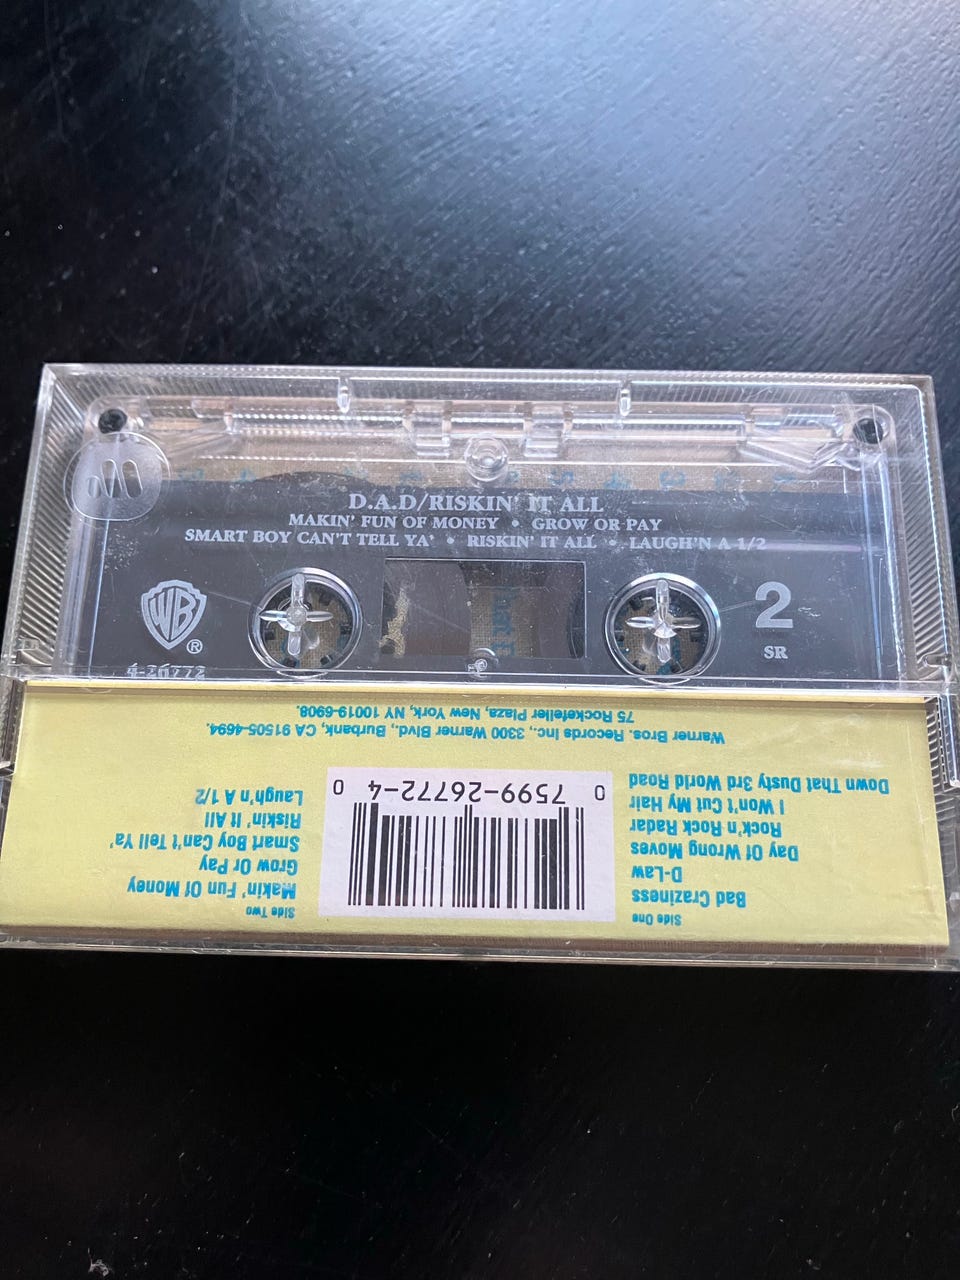 D.A.D/RISKIN' IT ALL
MAKIN' FUN OF MONEY • GROW OR PAY
SMART BOY CAN'T TELL YA' • RISKIN' IT ALL • LAUGH'N A 1/2
WB
®
2
SR
4-26772
Side One
Bad Craziness
D-Law
Day Of Wrong Moves
Rock'n Rock Radar
I Won't Cut My Hair
Down That Dusty 3rd World Road
0 7599-26772-4 0
Side Two
Makin' Fun Of Money
Grow Or Pay
Smart Boy Can't Tell Ya'
Riskin' It All
Laugh'n A 1/2
Warner Bros. Records Inc., 3300 Warner Blvd., Burbank, CA 91505-4694.
75 Rockefeller Plaza, New York, NY 10019-6908.